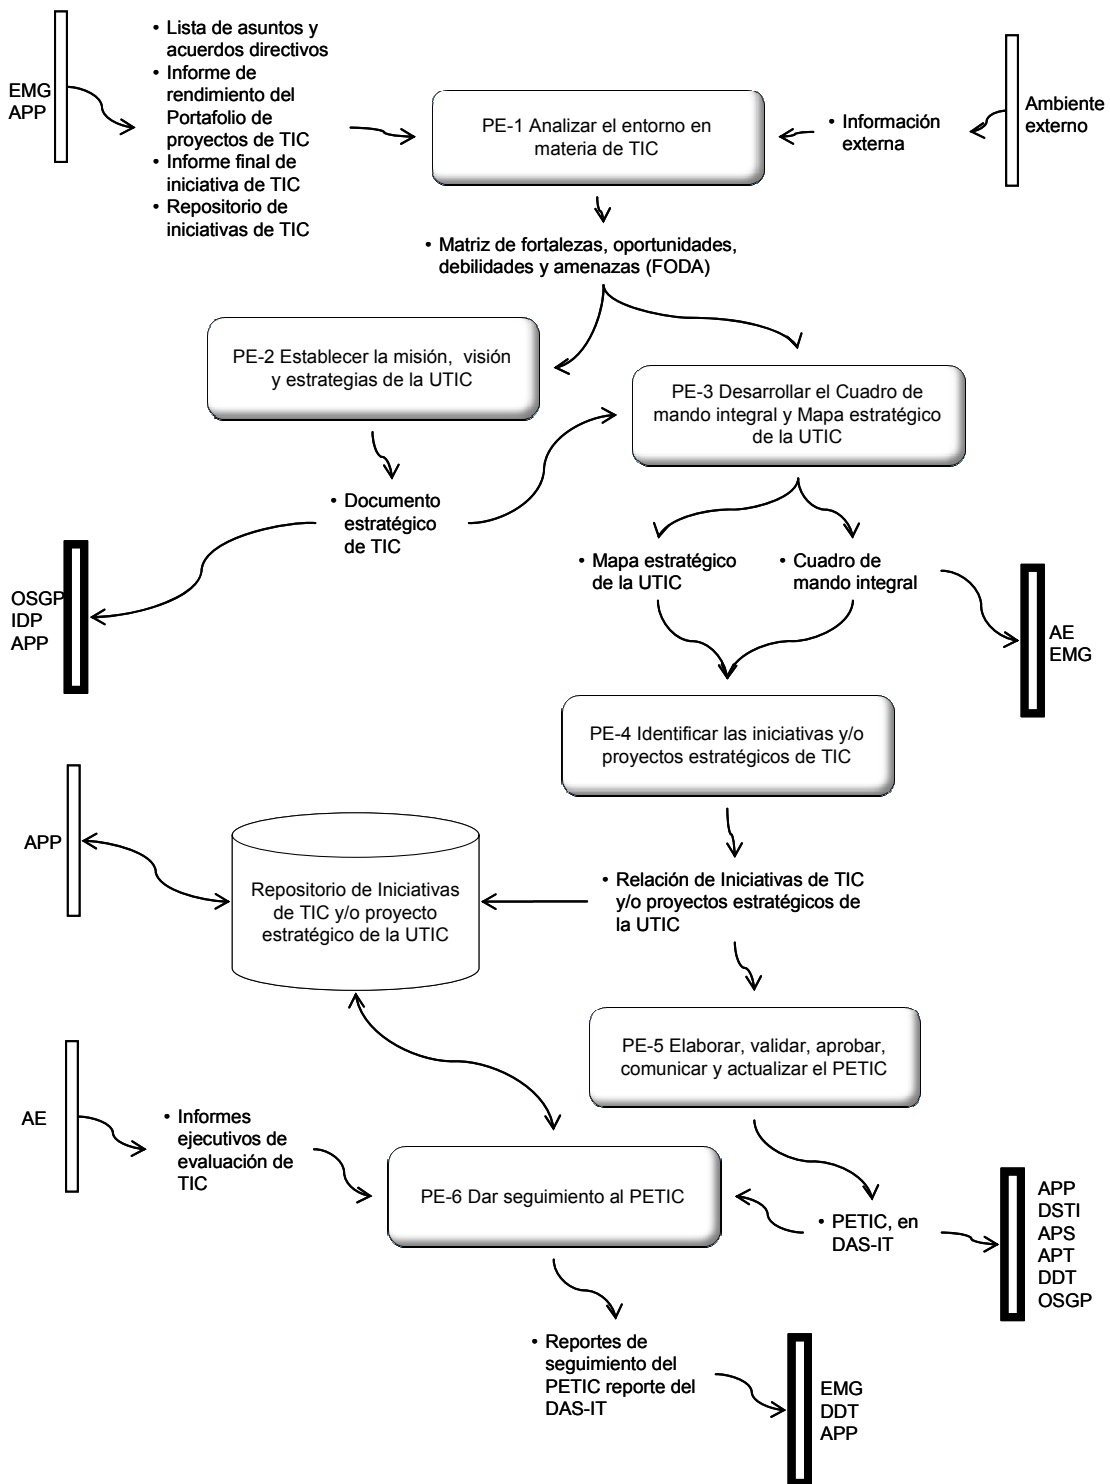 • Lista de asuntos y
acuerdos directivos
• Informe de
rendimiento del
Portafolio de
proyectos de TIC
• Informe final de
iniciativa de TIC
• Repositorio de
iniciativas de TIC
EMG
APP
PE-1 Analizar el entorno en
materia de TIC
• Información
externa
Ambiente
externo
• Matriz de fortalezas, oportunidades,
debilidades y amenazas (FODA)
PE-2 Establecer la misión, visión
y estrategias de la UTIC
PE-3 Desarrollar el Cuadro de
mando integral y Mapa estratégico
de la UTIC
• Documento
estratégico
de TIC
OSGP
IDP
APP
• Mapa estratégico
de la UTIC
• Cuadro de
mando integral
AE
EMG
PE-4 Identificar las iniciativas y/o
proyectos estratégicos de TIC
APP
Repositorio de Iniciativas
de TIC y/o proyecto
estratégico de la UTIC
• Relación de Iniciativas de TIC
y/o proyectos estratégicos de
la UTIC
PE-5 Elaborar, validar, aprobar,
comunicar y actualizar el PETIC
AE
• Informes
ejecutivos de
evaluación de
TIC
PE-6 Dar seguimiento al PETIC
• PETIC, en
DAS-IT
APP
DSTI
APS
APT
DDT
OSGP
• Reportes de
seguimiento del
PETIC reporte del
DAS-IT
EMG
DDT
APP